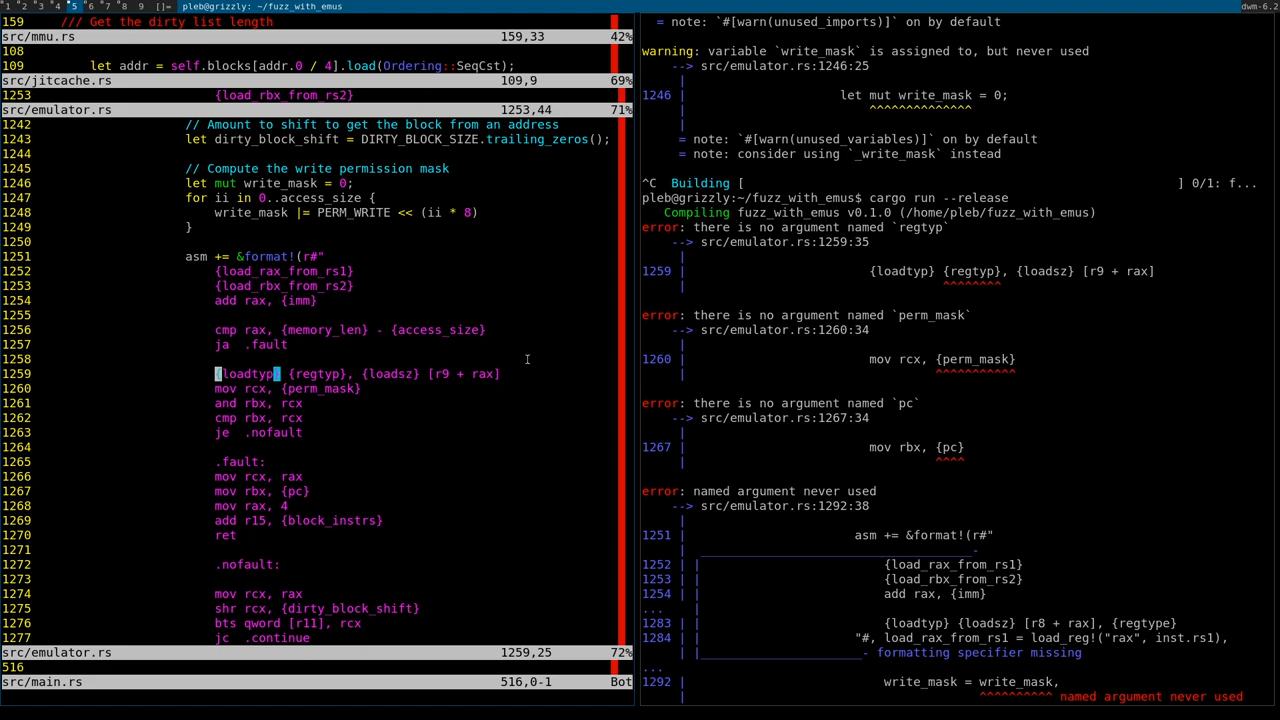 1 2 3 4 5 6 7 8 9 []= pleb@grizzly: ~/fuzz_with_emus dwm-6.2
159 /// Get the dirty list length
src/mmu.rs 159,33 42%
108
109 let addr = self.blocks[addr.0 / 4].load(Ordering::SeqCst);
src/jitcache.rs 109,9 69%
1253 {load_rbx_from_rs2}
src/emulator.rs 1253,44 71%
1242 // Amount to shift to get the block from an address
1243 let dirty_block_shift = DIRTY_BLOCK_SIZE.trailing_zeros();
1244
1245 // Compute the write permission mask
1246 let mut write_mask = 0;
1247 for ii in 0..access_size {
1248 write_mask |= PERM_WRITE << (ii * 8)
1249 }
1250
1251 asm += &format!(r#"
1252 {load_rax_from_rs1}
1253 {load_rbx_from_rs2}
1254 add rax, {imm}
1255
1256 cmp rax, {memory_len} - {access_size}
1257 ja .fault
1258
1259 {loadtyp} {regtyp}, {loadsz} [r9 + rax]
1260 mov rcx, {perm_mask}
1261 and rbx, rcx
1262 cmp rbx, rcx
1263 je .nofault
1264
1265 .fault:
1266 mov rcx, rax
1267 mov rbx, {pc}
1268 mov rax, 4
1269 add r15, {block_instrs}
1270 ret
1271
1272 .nofault:
1273
1274 mov rcx, rax
1275 shr rcx, {dirty_block_shift}
1276 bts qword [r11], rcx
1277 jc .continue
src/emulator.rs 1259,25 72%
516
src/main.rs 516,0-1 Bot
= note: `#[warn(unused_imports)]` on by default
warning: variable `write_mask` is assigned to, but never used
--> src/emulator.rs:1246:25
|
1246 | let mut write_mask = 0;
| ^^^^^^^^^^^^^^
|
= note: `#[warn(unused_variables)]` on by default
= note: consider using `_write_mask` instead
^C Building [ ] 0/1: f...
pleb@grizzly:~/fuzz_with_emus$ cargo run --release
Compiling fuzz_with_emus v0.1.0 (/home/pleb/fuzz_with_emus)
error: there is no argument named `regtyp`
--> src/emulator.rs:1259:35
|
1259 | {loadtyp} {regtyp}, {loadsz} [r9 + rax]
| ^^^^^^^^
error: there is no argument named `perm_mask`
--> src/emulator.rs:1260:34
|
1260 | mov rcx, {perm_mask}
| ^^^^^^^^^^^
error: there is no argument named `pc`
--> src/emulator.rs:1267:34
|
1267 | mov rbx, {pc}
| ^^^^
error: named argument never used
--> src/emulator.rs:1292:38
|
1251 | asm += &format!(r#"
| _____________________________________-
1252 | | {load_rax_from_rs1}
1253 | | {load_rbx_from_rs2}
1254 | | add rax, {imm}
... |
1283 | | {loadtyp} {loadsz} [r8 + rax], {regtype}
1284 | | "#, load_rax_from_rs1 = load_reg!("rax", inst.rs1),
| |______________________- formatting specifier missing
...
1292 | write_mask = write_mask,
| ^^^^^^^^^^ named argument never used